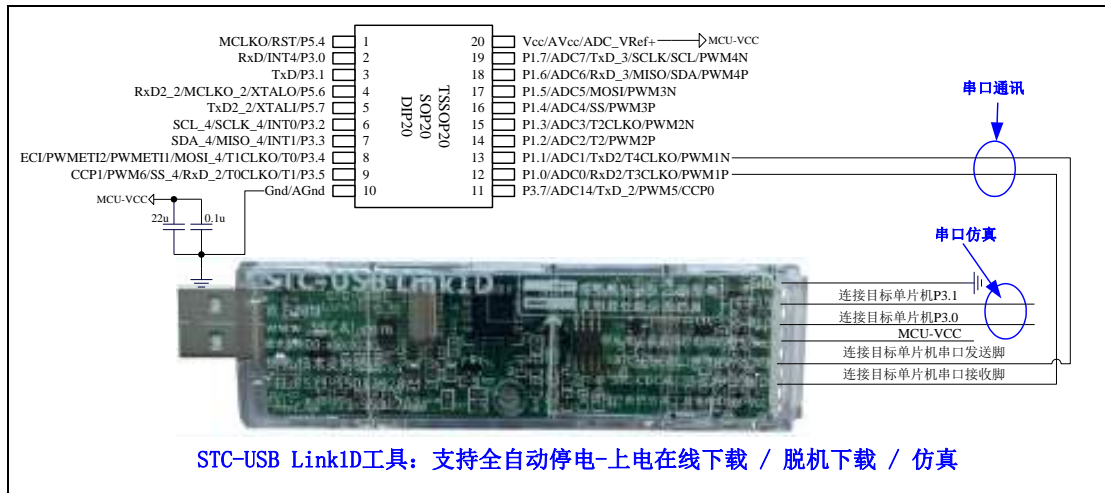 MCLKO/RST/P5.4 1
RxD/INT4/P3.0 2
TxD/P3.1 3
RxD2_2/MCLKO_2/XTALO/P5.6 4
TxD2_2/XTALI/P5.7 5
SCL_4/SCLK_4/INT0/P3.2 6
SDA_4/MISO_4/INT1/P3.3 7
ECI/PWMETI2/PWMETI1/MOSI_4/T1CLKO/T0/P3.4 8
CCP1/PWM6/SS_4/RxD_2/T0CLKO/T1/P3.5 9
Gnd/AGnd 10
TSSOP20
SOP20
DIP20
20 Vcc/AVcc/ADC_VRef+ MCU-VCC
19 P1.7/ADC7/TxD_3/SCLK/SCL/PWM4N
18 P1.6/ADC6/RxD_3/MISO/SDA/PWM4P
17 P1.5/ADC5/MOSI/PWM3N
16 P1.4/ADC4/SS/PWM3P
15 P1.3/ADC3/T2CLKO/PWM2N
14 P1.2/ADC2/T2/PWM2P
13 P1.1/ADC1/TxD2/T4CLKO/PWM1N
12 P1.0/ADC0/RxD2/T3CLKO/PWM1P
11 P3.7/ADC14/TxD_2/PWM5/CCP0
串口通讯
MCU-VCC
22u 0.1u
串口仿真
STC-USB Link1D
连接目标单片机P3.1
连接目标单片机P3.0
MCU-VCC
连接目标单片机串口发送脚
连接目标单片机串口接收脚
STC-USB Link1D工具：支持全自动停电-上电在线下载 / 脱机下载 / 仿真